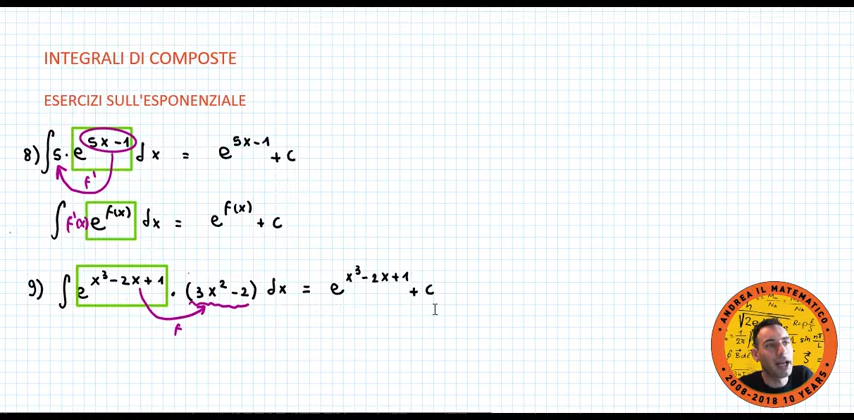 INTEGRALI DI COMPOSTE
ESERCIZI SULL'ESPONENZIALE
8) ∫ 5 · e^(5x-1) dx = e^(5x-1) + c
f'
∫ f'(x) e^(f(x)) dx = e^(f(x)) + c
9) ∫ e^(x³-2x+1) · (3x²-2) dx = e^(x³-2x+1) + c
f
ANDREA IL MATEMATICO
2008-2018 10 YEARS